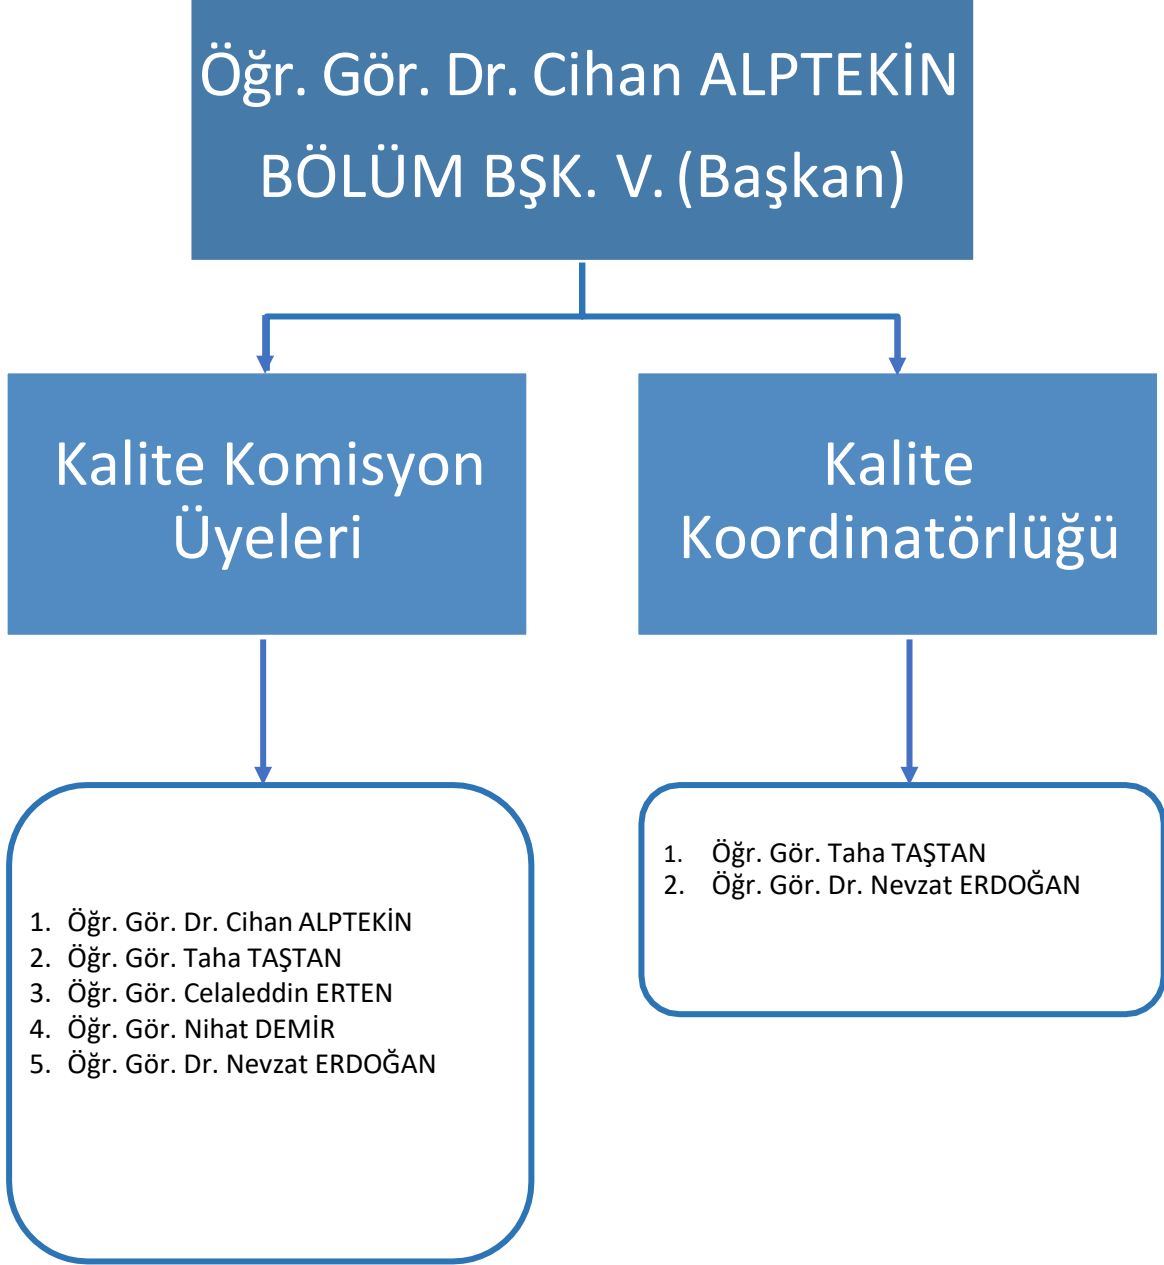 Öğr. Gör. Dr. Cihan ALPTEKİN
BÖLÜM BŞK. V. (Başkan)
Kalite Komisyon
Üyeleri
Kalite
Koordinatörlüğü
1. Öğr. Gör. Dr. Cihan ALPTEKİN
2. Öğr. Gör. Taha TAŞTAN
3. Öğr. Gör. Celaleddin ERTEN
4. Öğr. Gör. Nihat DEMİR
5. Öğr. Gör. Dr. Nevzat ERDOĞAN
1. Öğr. Gör. Taha TAŞTAN
2. Öğr. Gör. Dr. Nevzat ERDOĞAN